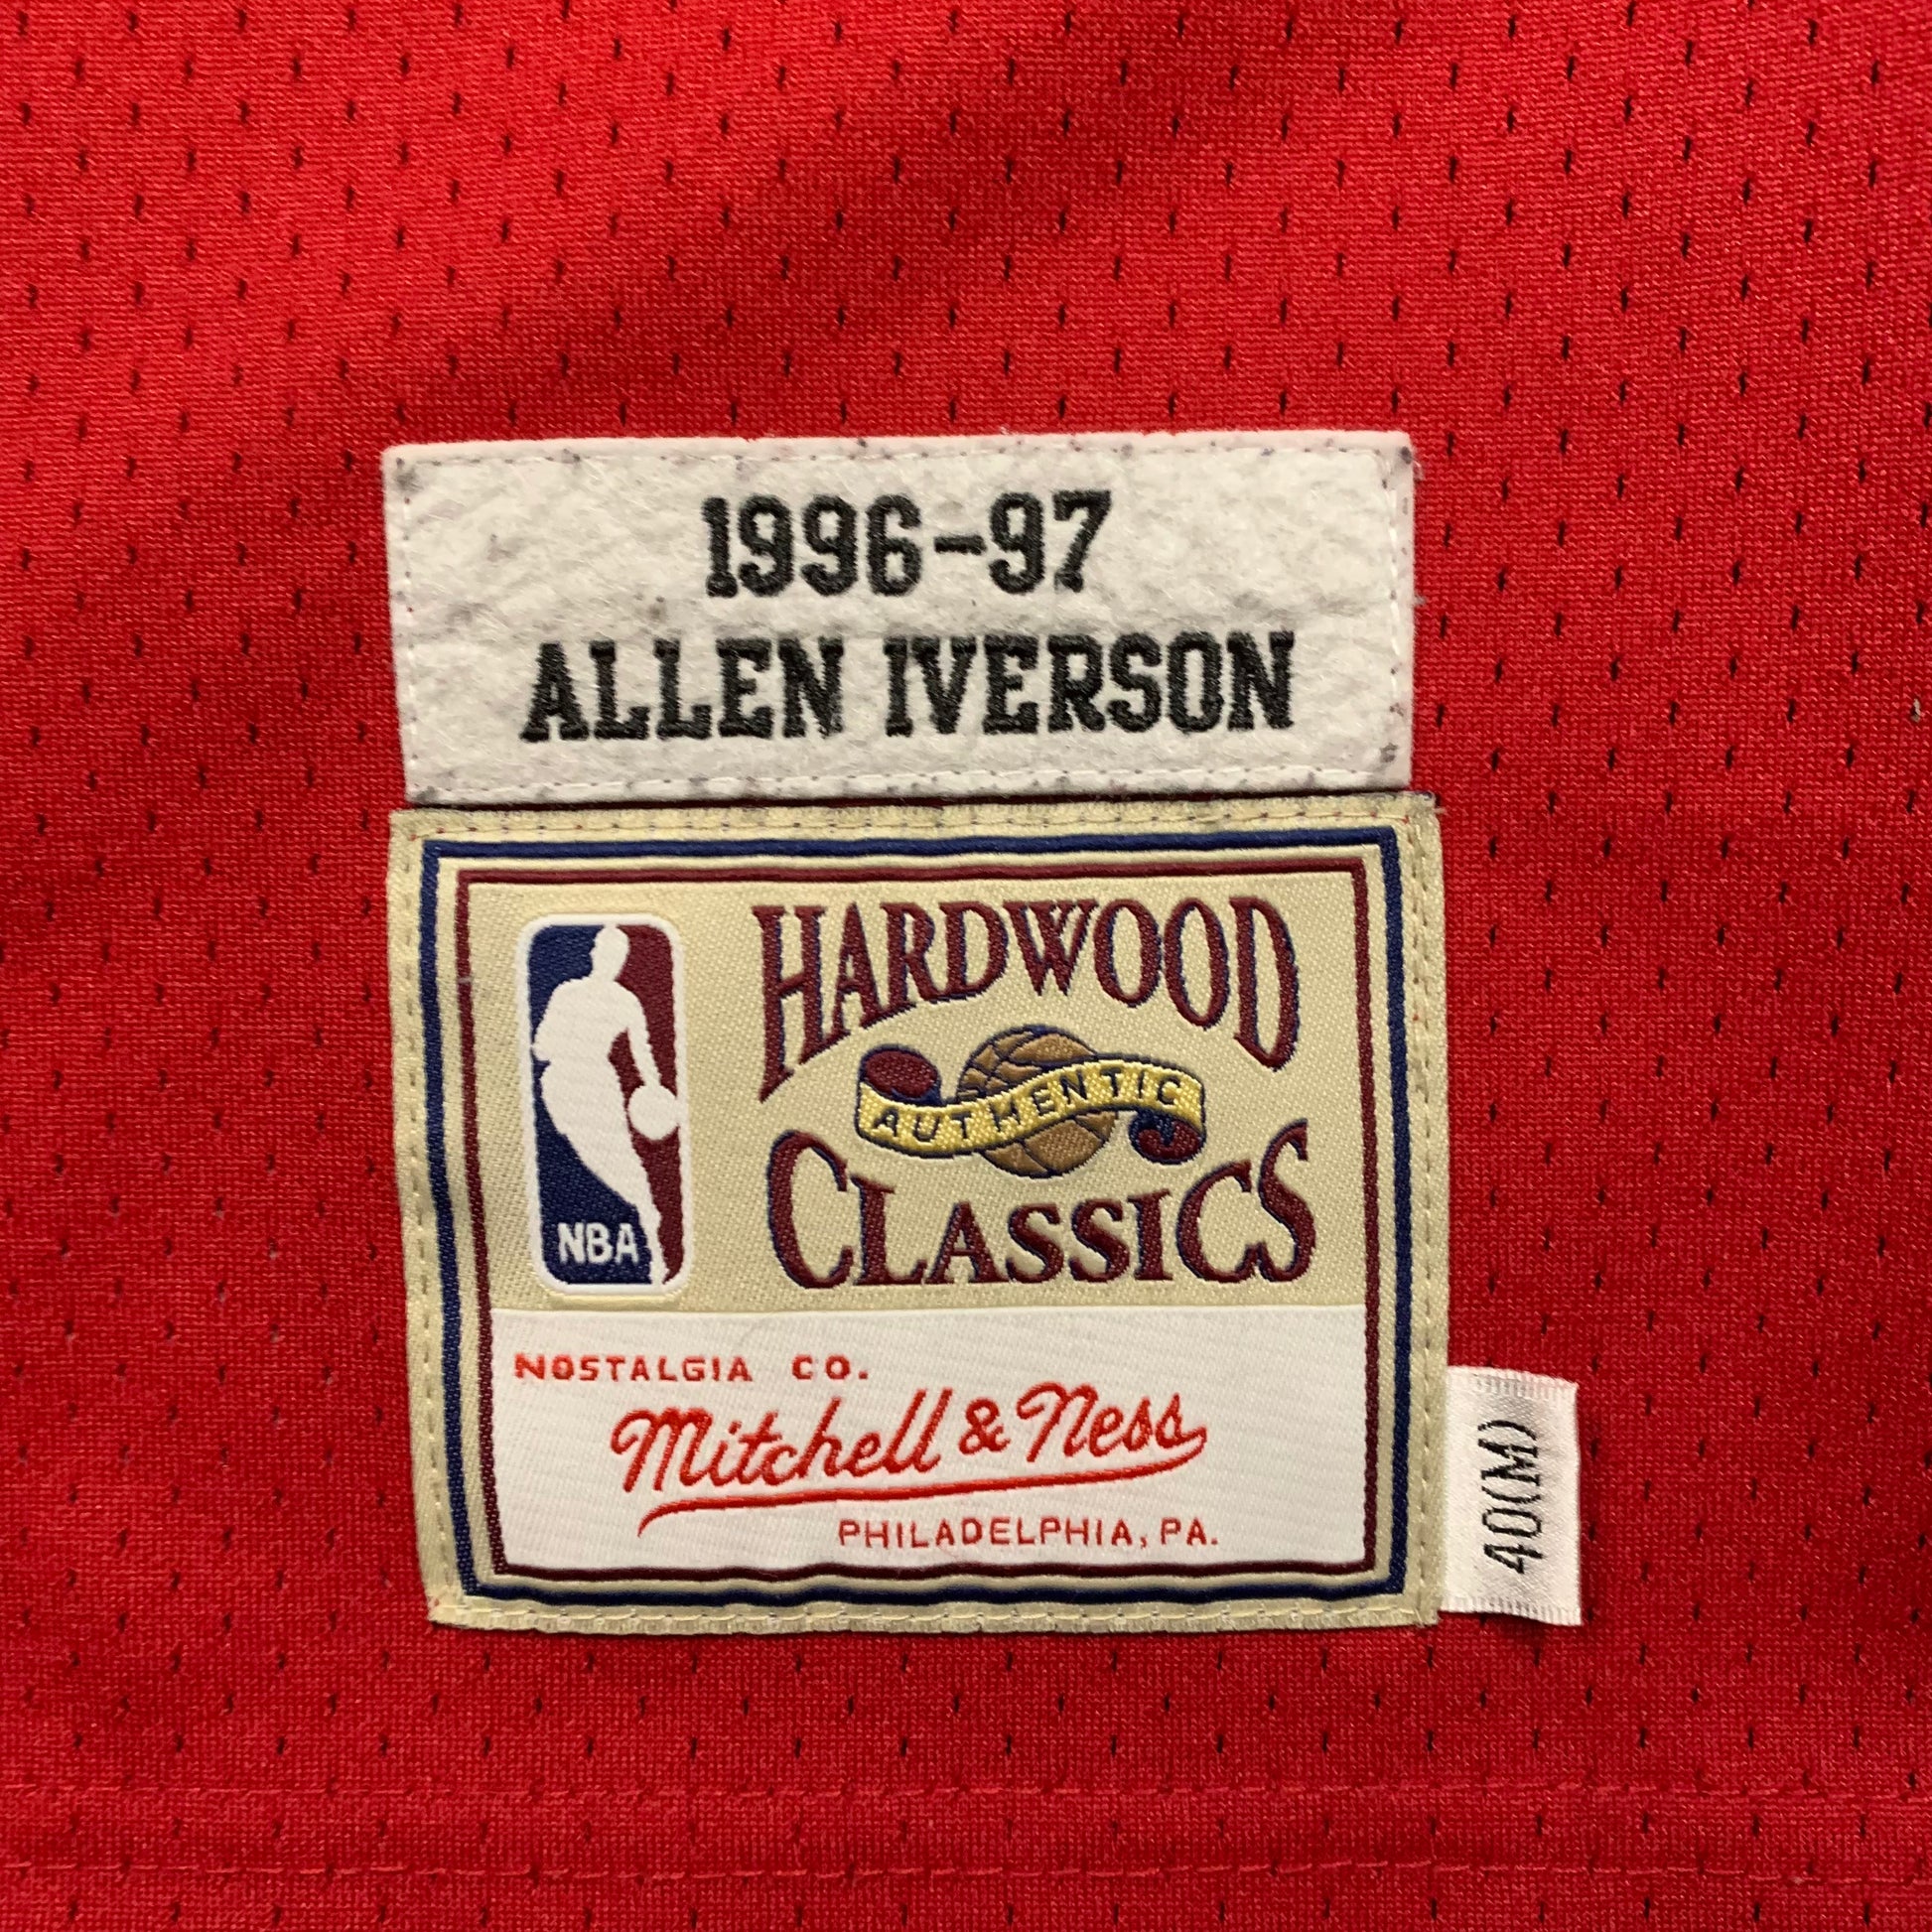 1996-97
ALLEN IVERSON
HARDWOOD
AUTHENTIC
CLASSICS
NBA
NOSTALGIA CO.
Mitchell & Ness
PHILADELPHIA, PA.
40(M)